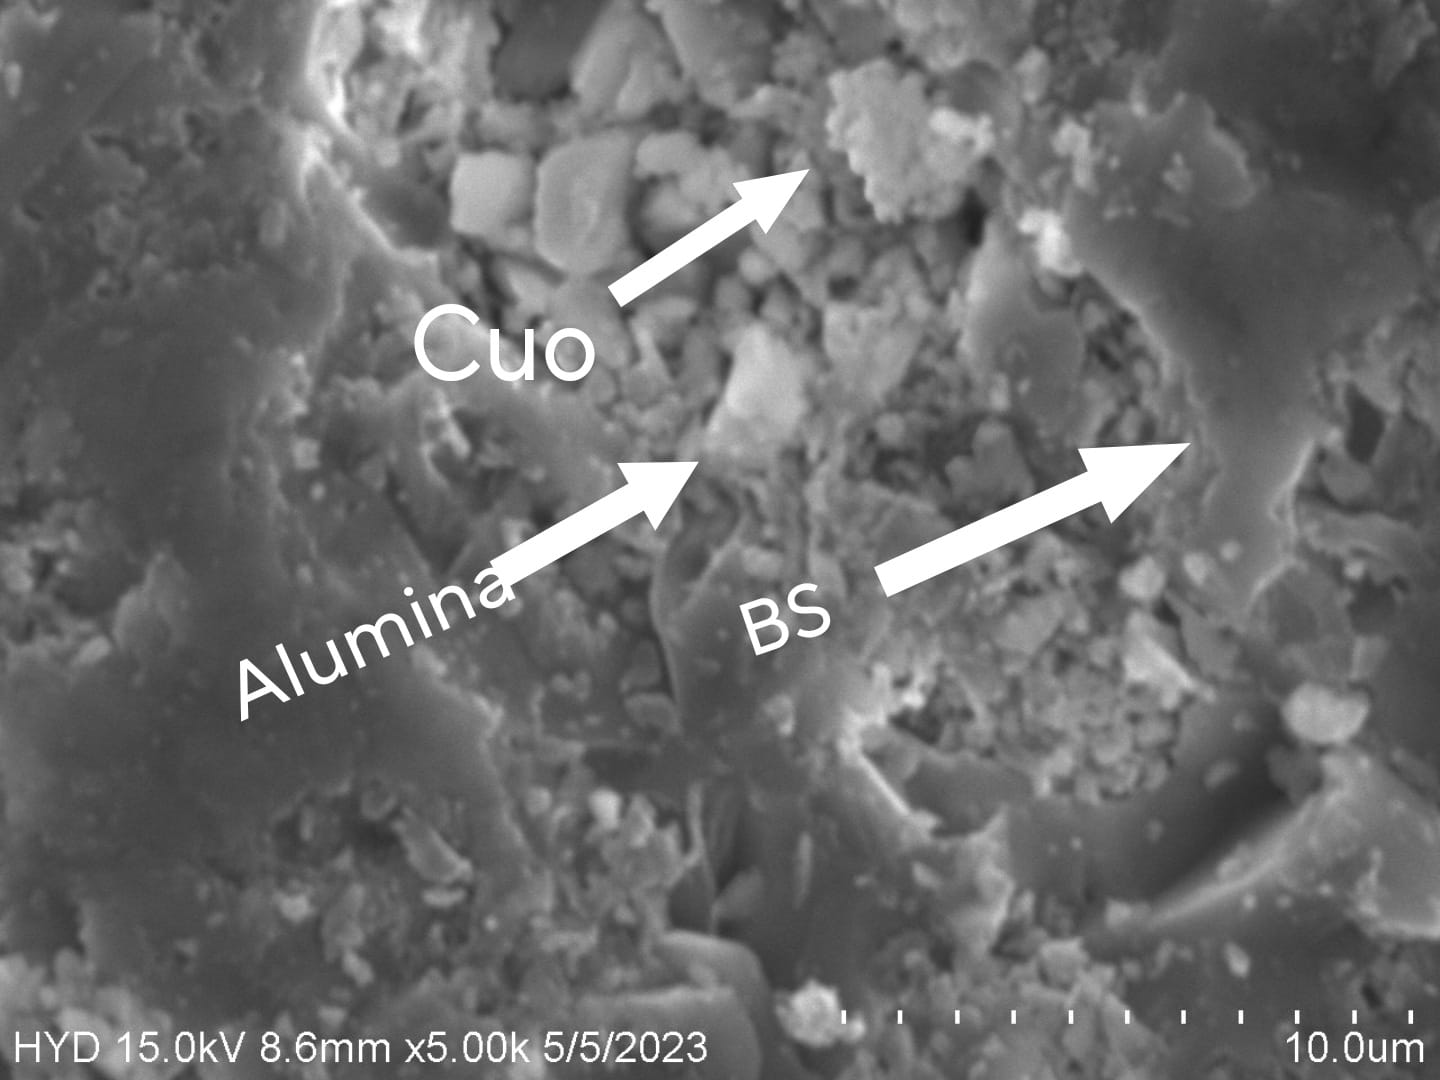 Cuo
Alumina
BS
HYD 15.0kV 8.6mm x5.00k 5/5/2023
10.0um